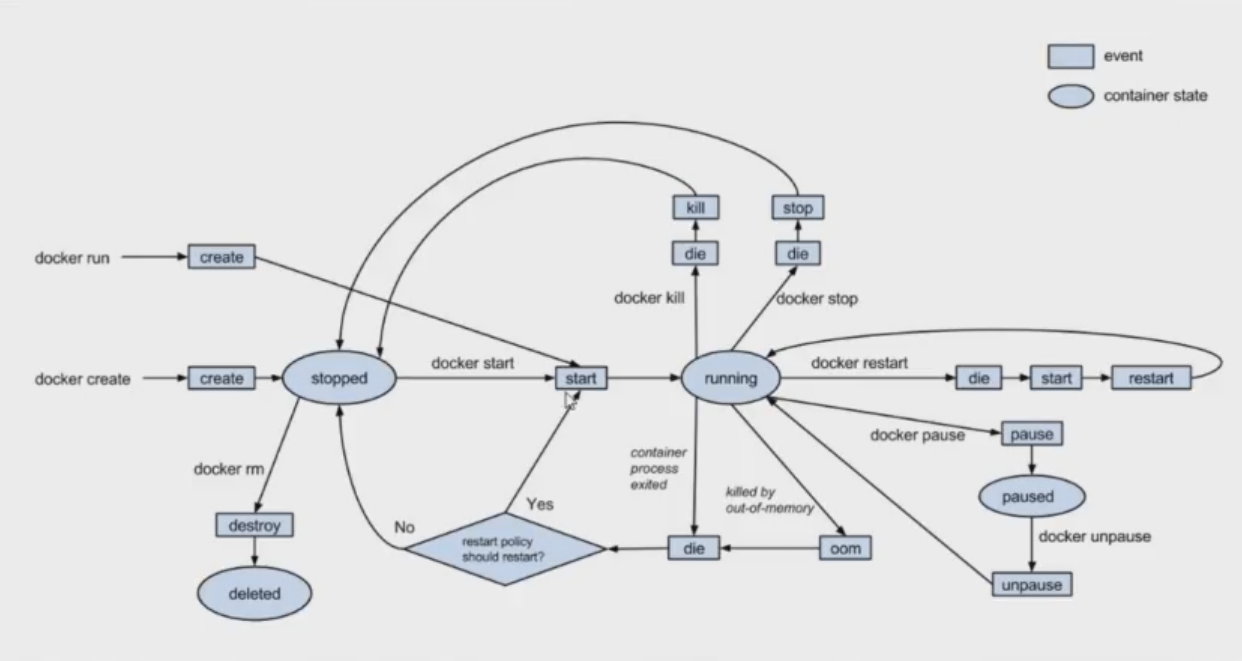 event
container state
kill
stop
docker run
create
die
die
docker kill
docker stop
docker create
create
stopped
docker start
start
running
docker restart
die
start
restart
docker rm
destroy
deleted
No
Yes
restart policy
should restart?
container
process
exited
die
killed by
out-of-memory
oom
docker pause
pause
paused
docker unpause
unpause